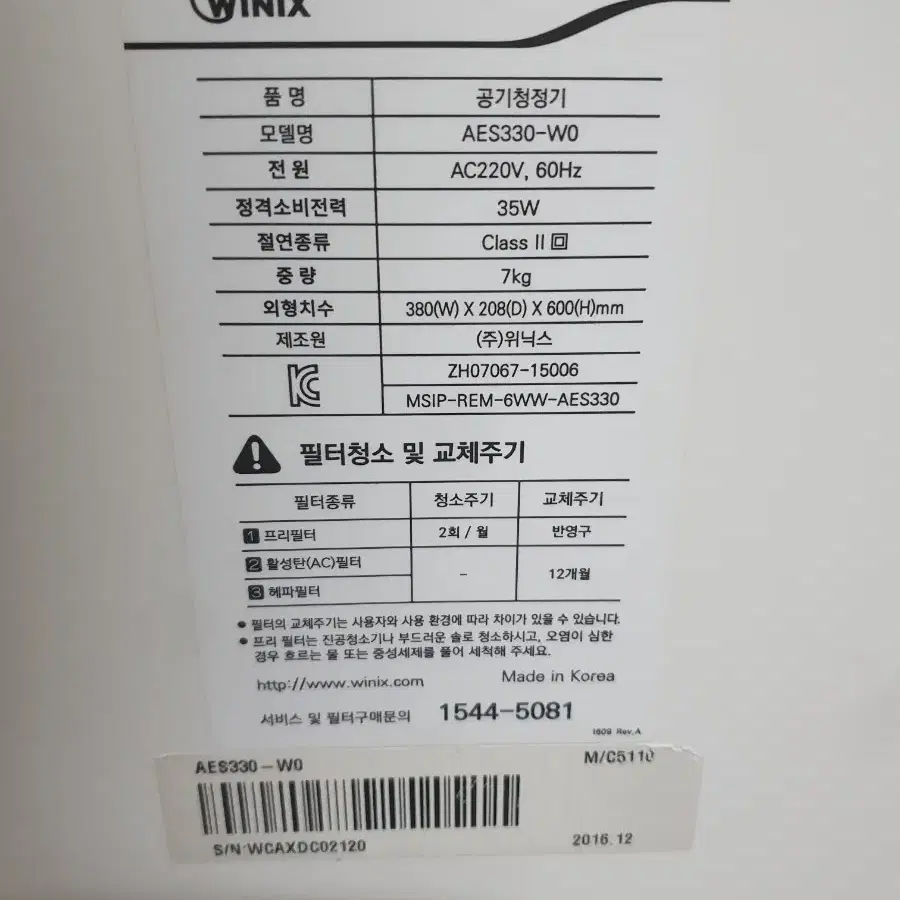 WINIX
품 명 공기청정기
모델명 AES330-W0
전 원 AC220V, 60Hz
정격소비전력 35W
절연종류 Class II
중 량 7kg
외형치수 380(W) X 208(D) X 600(H)mm
제조원 (주)위닉스
ZH07067-15006
MSIP-REM-6WW-AES330
필터청소 및 교체주기
필터종류 청소주기 교체주기
1 프리필터 2회 / 월 반영구
2 활성탄(AC)필터
- 12개월
3 헤파필터
● 필터의 교체주기는 사용자와 사용 환경에 따라 차이가 있을 수 있습니다.
● 프리 필터는 진공청소기나 부드러운 솔로 청소하시고, 오염이 심한
경우 흐르는 물 또는 중성세제를 풀어 세척해 주세요.
http://www.winix.com Made in Korea
서비스 및 필터구매문의 1544-5081
1609 Rev.A
AES330-W0 M/C5110
S/N:WCAXDC02120 2016.12